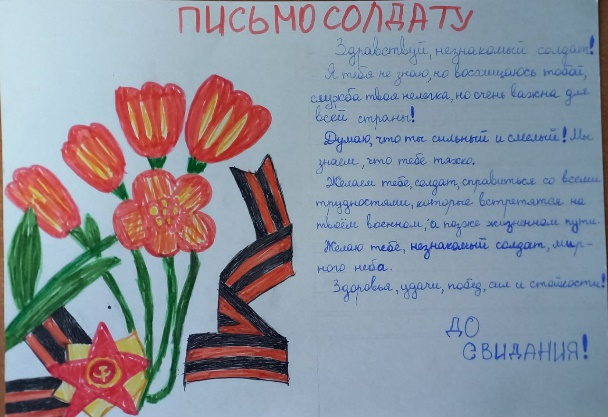 ПИСЬМО СОЛДАТУ
Здравствуй, незнакомый солдат!
Я тебя не знаю, но восхищаюсь тобой,
служба твоя нелегка, но очень важна для
всей страны!
Думаю, что ты сильный и смелый! Мы
знаем, что тебе тяжко.
Желаем тебе, солдат, справиться со всеми
трудностями, которые встретятся на
твоём военном, а позже жизненном пути.
Желаю тебе, незнакомый солдат, мир-
ного неба.
Здоровья, удачи, побед, сил и стойкости!
ДО
СВИДАНИЯ!